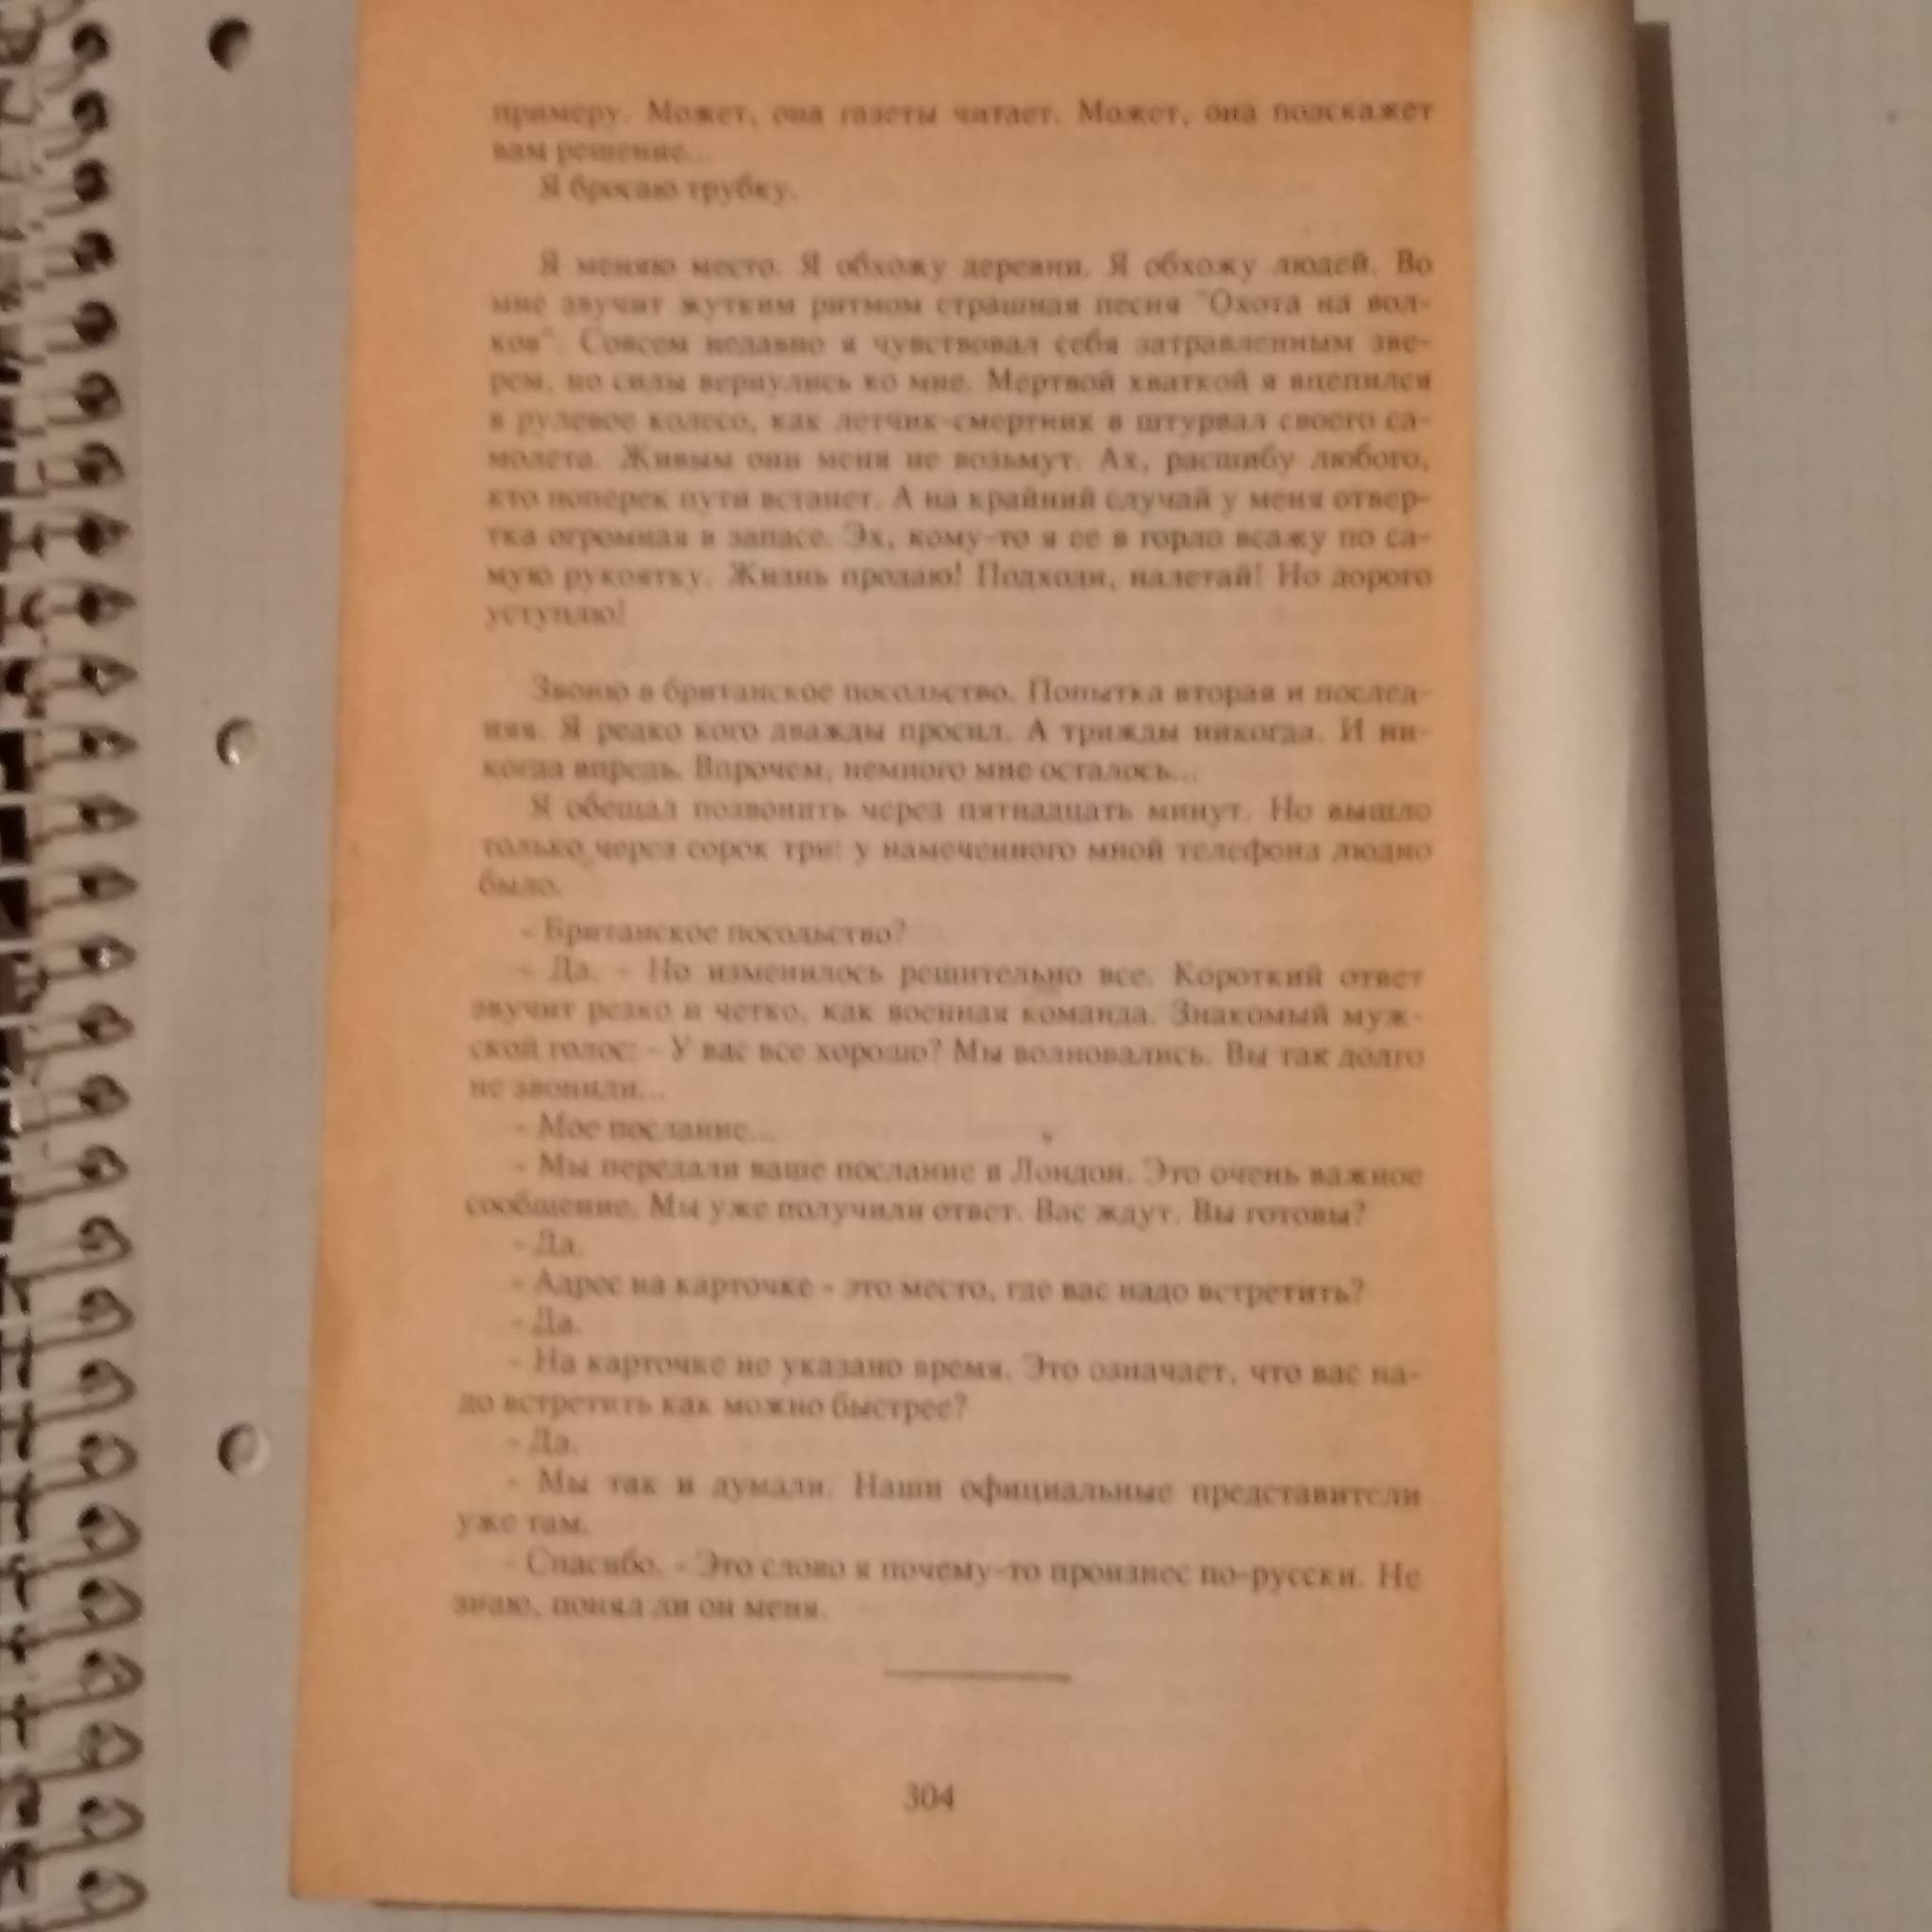 примеру. Может, она газеты читает. Может, она подскажет
вам решение...
Я бросаю трубку.
Я меняю место. Я обхожу деревни. Я обхожу людей. Во
мне звучит жутким ритмом страшная песня "Охота на вол-
ков". Совсем недавно я чувствовал себя затравленным зве-
рем, но силы вернулись ко мне. Мертвой хваткой я вцепился
в рулевое колесо, как летчик-смертник в штурвал своего са-
молета. Живым они меня не возьмут. Ах, расшибу любого,
кто поперек пути встанет. А на крайний случай у меня отвер-
тка огромная в запасе. Эх, кому-то я ее в горло всажу по са-
мую рукоятку. Жизнь продаю! Подходи, налетай! Но дорого
уступлю!
Звоню в британское посольство. Попытка вторая и послед-
няя. Я редко кого дважды просил. А трижды никогда. И ни-
когда впредь. Впрочем, немного мне осталось...
Я обещал позвонить через пятнадцать минут. Но вышло
только через сорок три: у намеченного мной телефона людно
было.
- Британское посольство?
- Да. - Но изменилось решительно все. Короткий ответ
звучит резко и четко, как военная команда. Знакомый муж-
ской голос: - У вас все хорошо? Мы волновались. Вы так долго
не звонили...
- Мое послание...
- Мы передали ваше послание в Лондон. Это очень важное
сообщение. Мы уже получили ответ. Вас ждут. Вы готовы?
- Да.
- Адрес на карточке - это место, где вас надо встретить?
- Да.
- На карточке не указано время. Это означает, что вас на-
до встретить как можно быстрее?
- Да.
- Мы так и думали. Наши официальные представители
уже там.
- Спасибо. - Это слово я почему-то произнес по-русски. Не
знаю, понял ли он меня.
304